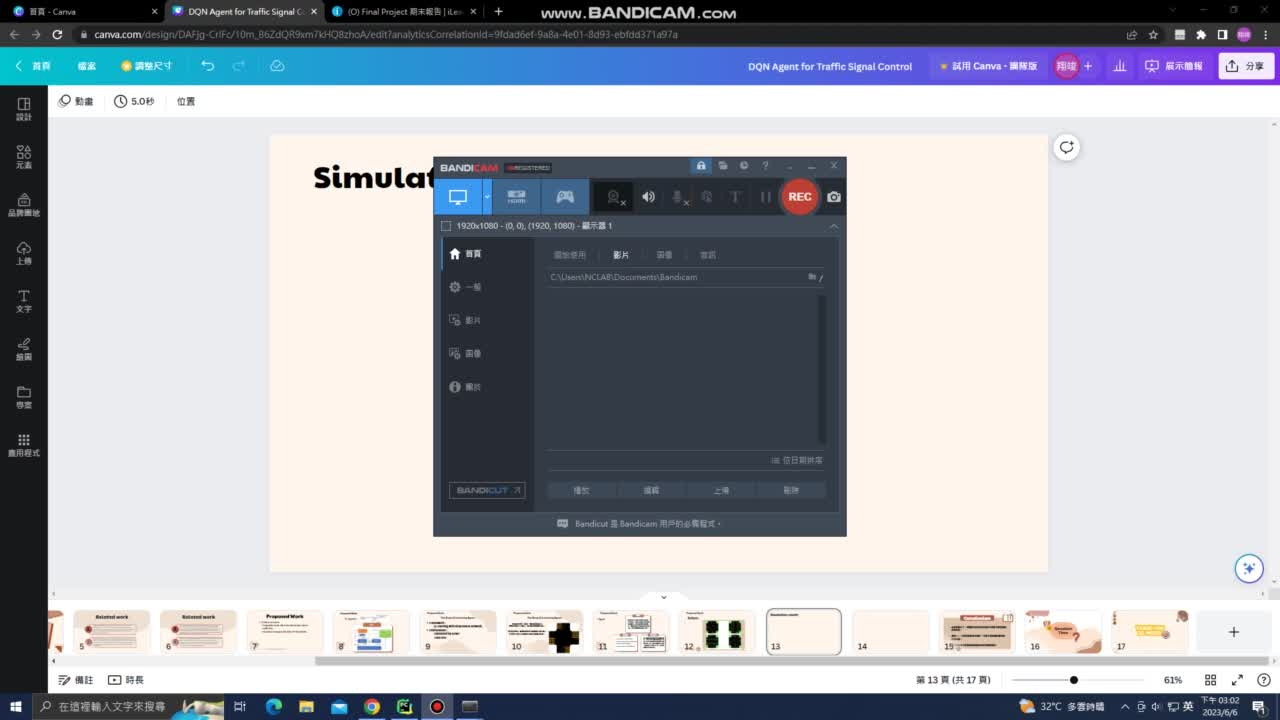 首頁 - Canva
DQN Agent for Traffic Signal Co
(O) Final Project 期末報告 | iLea
www.BANDICAM.com
canva.com/design/DAFjg-CrIFc/10m_86ZdQR9xm7kHQ8zhoA/edit?analyticsCorrelationId=9fdad6ef-9a8a-4e01-8d93-ebfdd371a97a
首頁
檔案
調整尺寸
DQN Agent for Traffic Signal Control
試用 Canva - 團隊版
翔竣
展示簡報
分享
動畫
5.0秒
位置
設計
元素
品牌園地
上傳
文字
繪圖
專案
應用程式
Simulat
BANDICAM
HDMI
REC
1920x1080 - (0, 0), (1920, 1080) - 顯示器 1
首頁
一般
影片
圖像
關於
開始使用
影片
圖像
音訊
C:\Users\NCLAB\Documents\Bandicam
依日期排序
播放
編輯
上傳
刪除
BANDICUT
Bandicut 是 Bandicam 用戶的必備程式。
Related work
5
Related work
6
Proposed Work
7
8
9
10
11
12
13
14
15
16
17
備註
時長
第 13 頁 (共 17 頁)
61%
在這裡輸入文字來搜尋
32°C 多雲時晴
英
下午 03:02
2023/6/6